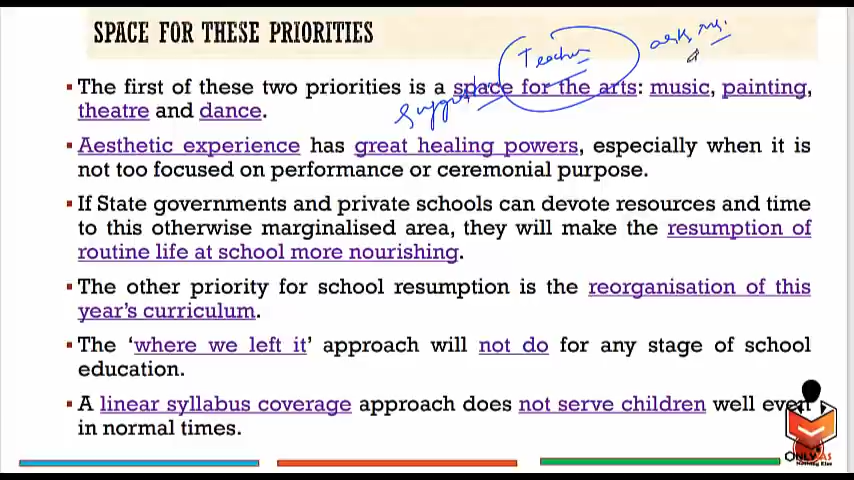 SPACE FOR THESE PRIORITIES
Teacher
▪ The first of these two priorities is a space for the arts: music, painting,
theatre and dance.
▪ Aesthetic experience has great healing powers, especially when it is
not too focused on performance or ceremonial purpose.
▪ If State governments and private schools can devote resources and time
to this otherwise marginalised area, they will make the resumption of
routine life at school more nourishing.
▪ The other priority for school resumption is the reorganisation of this
year's curriculum.
▪ The 'where we left it' approach will not do for any stage of school
education.
▪ A linear syllabus coverage approach does not serve children well even
in normal times.
Nothing Else